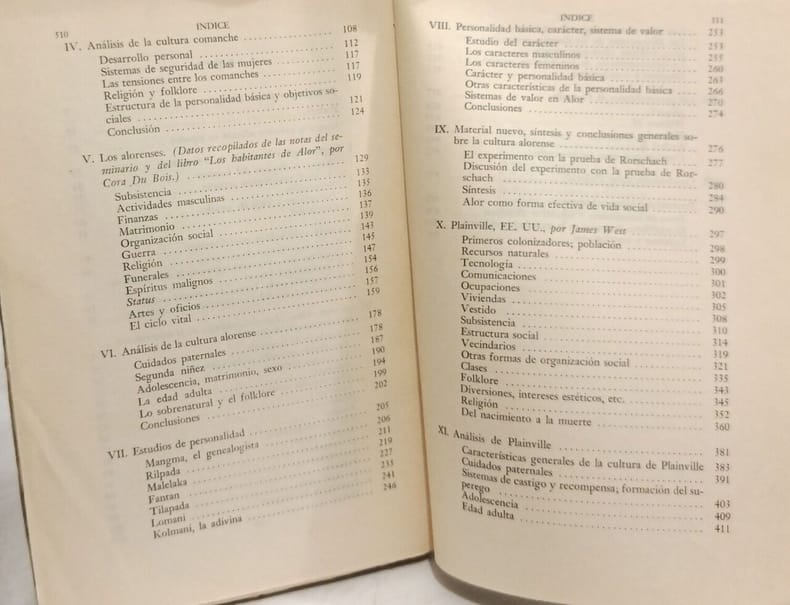 510 INDICE
IV. Análisis de la cultura comanche 108
Desarrollo personal 112
Sistemas de seguridad de las mujeres 117
Las tensiones entre los comanches 117
Religión y folklore 119
Estructura de la personalidad básica y objetivos so-
ciales 121
Conclusión 124
V. Los alorenses. (Datos recopilados de las notas del se-
minario y del libro "Los habitantes de Alor", por
Cora Du Bois.) 129
Subsistencia 133
Actividades masculinas 135
Finanzas 136
Matrimonio 137
Organización social 139
Guerra 143
Religión 145
Funerales 147
Espíritus malignos 154
Status 156
Artes y oficios 157
El ciclo vital 159
VI. Análisis de la cultura alorense 178
Cuidados paternales 178
Segunda niñez 187
Adolescencia, matrimonio, sexo 190
La edad adulta 194
Lo sobrenatural y el folklore 199
Conclusiones 202
VII. Estudios de personalidad 205
Mangma, el genealogista 206
Rilpada 211
Malelaka 219
Fantan 227
Tilapada 235
Lomani 241
Kolmani, la adivina 246
INDICE 511
VIII. Personalidad básica, carácter, sistema de valor 253
Estudio del carácter 253
Los caracteres masculinos 255
Los caracteres femeninos 260
Carácter y personalidad básica 263
Otras características de la personalidad básica 266
Sistemas de valor en Alor 270
Conclusiones 274
IX. Material nuevo, síntesis y conclusiones generales so-
bre la cultura alorense 276
El experimento con la prueba de Rorschach 277
Discusión del experimento con la prueba de Ror-
schach 280
Síntesis 284
Alor como forma efectiva de vida social 290
X. Plainville, EE. UU., por James West 297
Primeros colonizadores; población 298
Recursos naturales 299
Tecnología 300
Comunicaciones 301
Ocupaciones 302
Viviendas 305
Vestido 308
Subsistencia 310
Estructura social 314
Vecindarios 319
Otras formas de organización social 321
Clases 335
Folklore 343
Diversiones, intereses estéticos, etc. 345
Religión 352
Del nacimiento a la muerte 360
XI. Análisis de Plainville 381
Características generales de la cultura de Plainville 383
Cuidados paternales 391
Sistemas de castigo y recompensa; formación del su-
perego 403
Adolescencia 409
Edad adulta 411